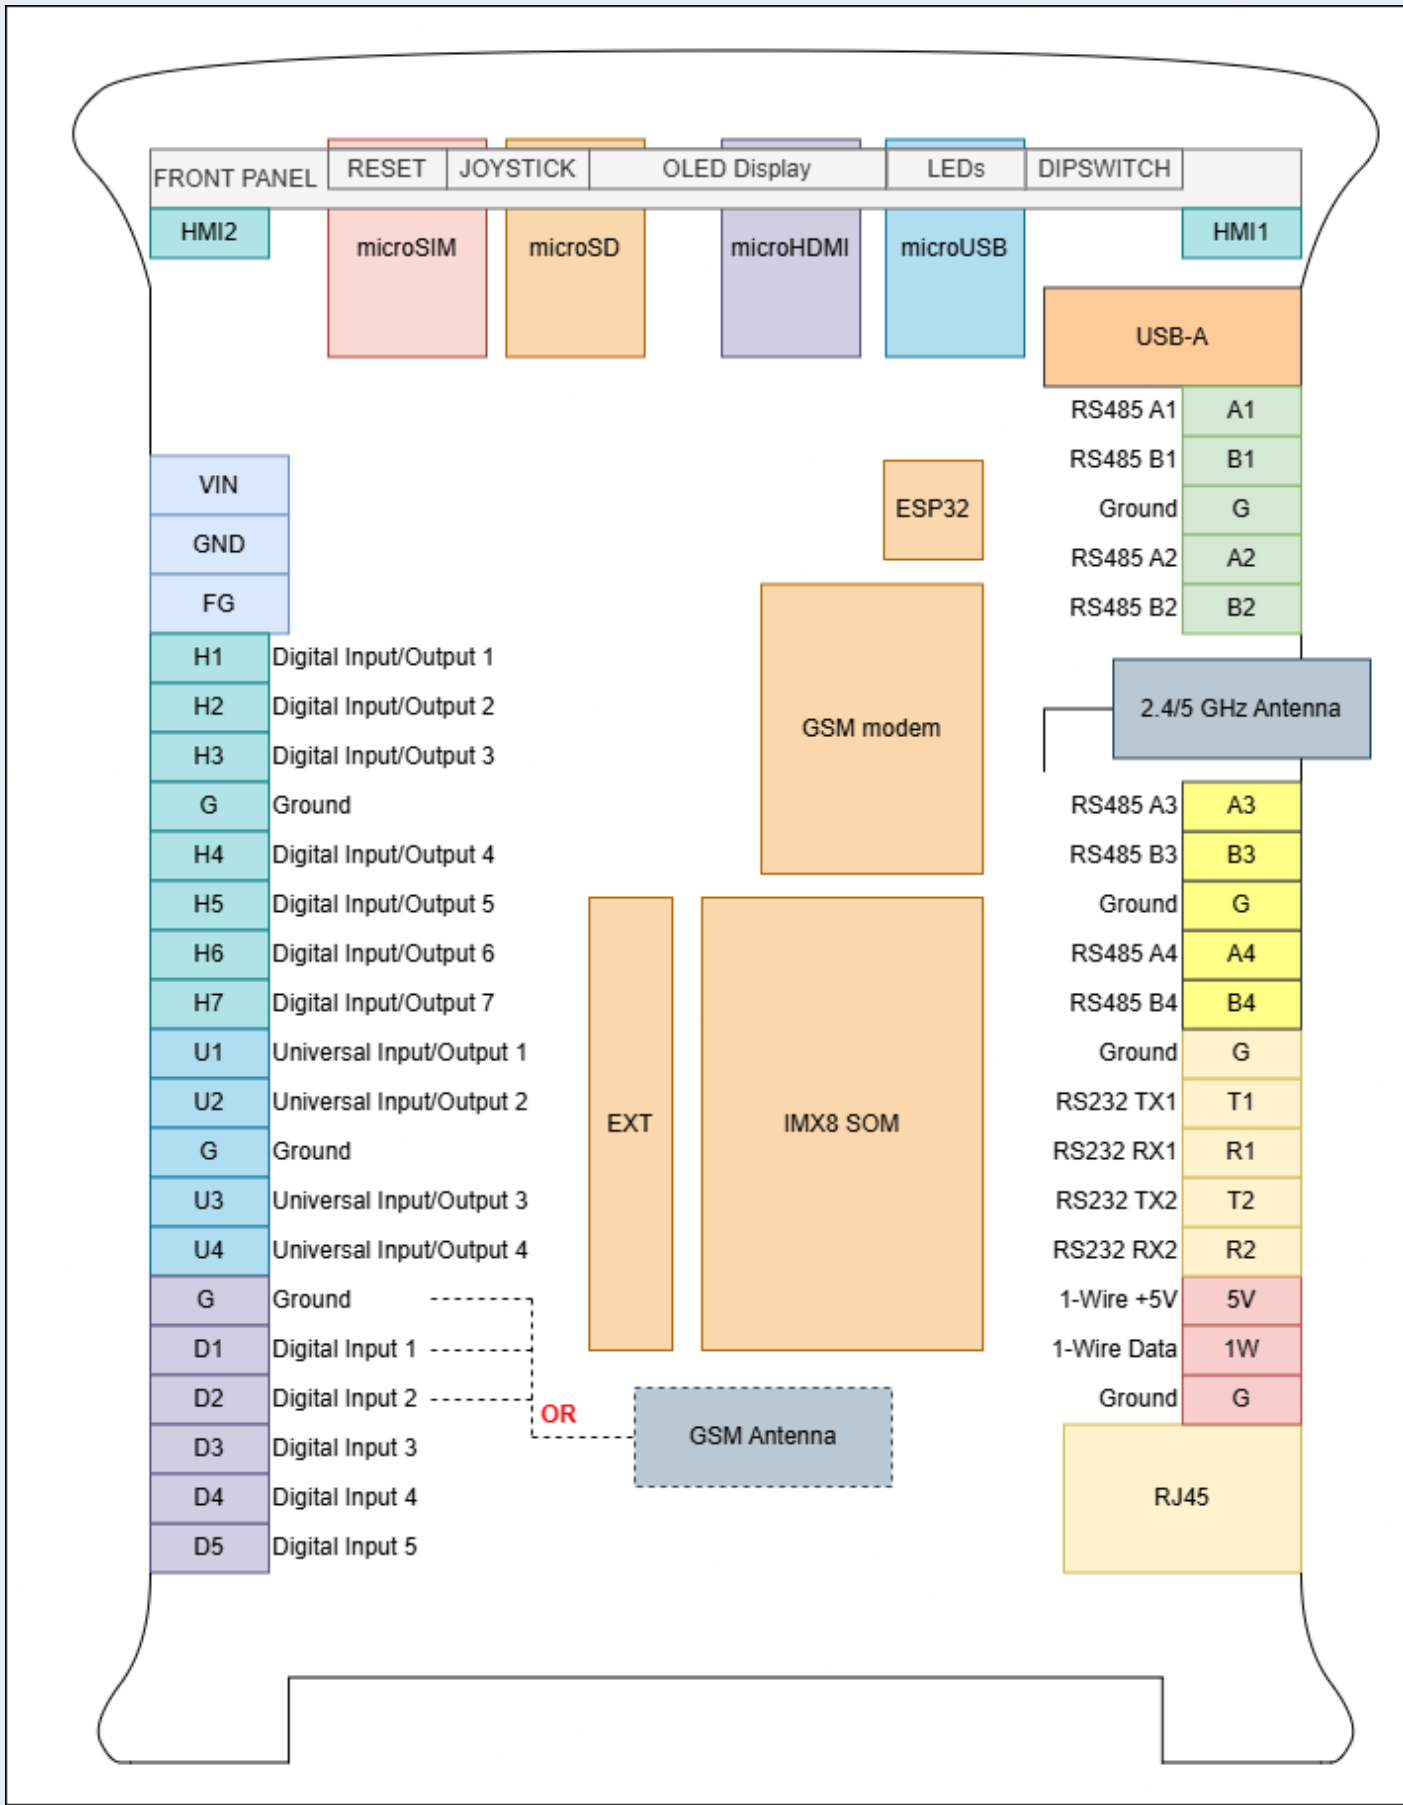 FRONT PANEL
RESET
JOYSTICK
OLED Display
LEDs
DIPSWITCH
HMI2
microSIM
microSD
microHDMI
microUSB
HMI1
USB-A
RS485 A1 A1
RS485 B1 B1
Ground G
RS485 A2 A2
RS485 B2 B2
VIN
GND
FG
ESP32
GSM modem
2.4/5 GHz Antenna
H1 Digital Input/Output 1
H2 Digital Input/Output 2
H3 Digital Input/Output 3
G Ground
H4 Digital Input/Output 4
H5 Digital Input/Output 5
H6 Digital Input/Output 6
H7 Digital Input/Output 7
U1 Universal Input/Output 1
U2 Universal Input/Output 2
G Ground
U3 Universal Input/Output 3
U4 Universal Input/Output 4
G Ground
D1 Digital Input 1
D2 Digital Input 2
D3 Digital Input 3
D4 Digital Input 4
D5 Digital Input 5
OR
GSM Antenna
EXT
IMX8 SOM
RS485 A3 A3
RS485 B3 B3
Ground G
RS485 A4 A4
RS485 B4 B4
Ground G
RS232 TX1 T1
RS232 RX1 R1
RS232 TX2 T2
RS232 RX2 R2
1-Wire +5V 5V
1-Wire Data 1W
Ground G
RJ45